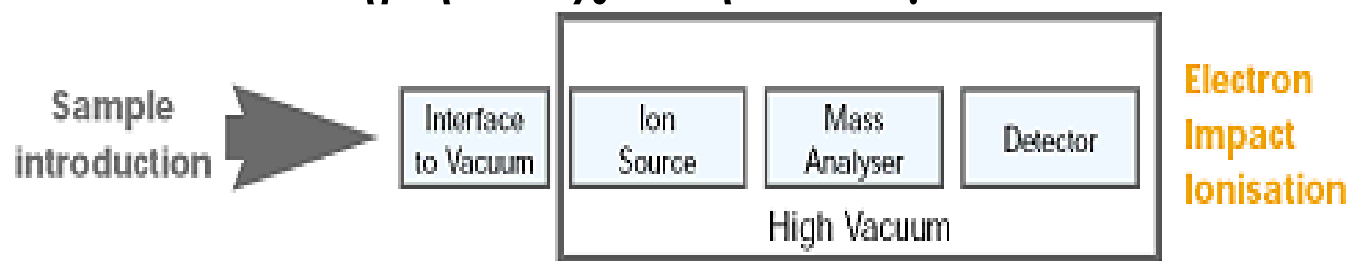 Sample
introduction
Interface
to Vacuum
Ion
Source
Mass
Analyser
Detector
High Vacuum
Electron
Impact
Ionisation